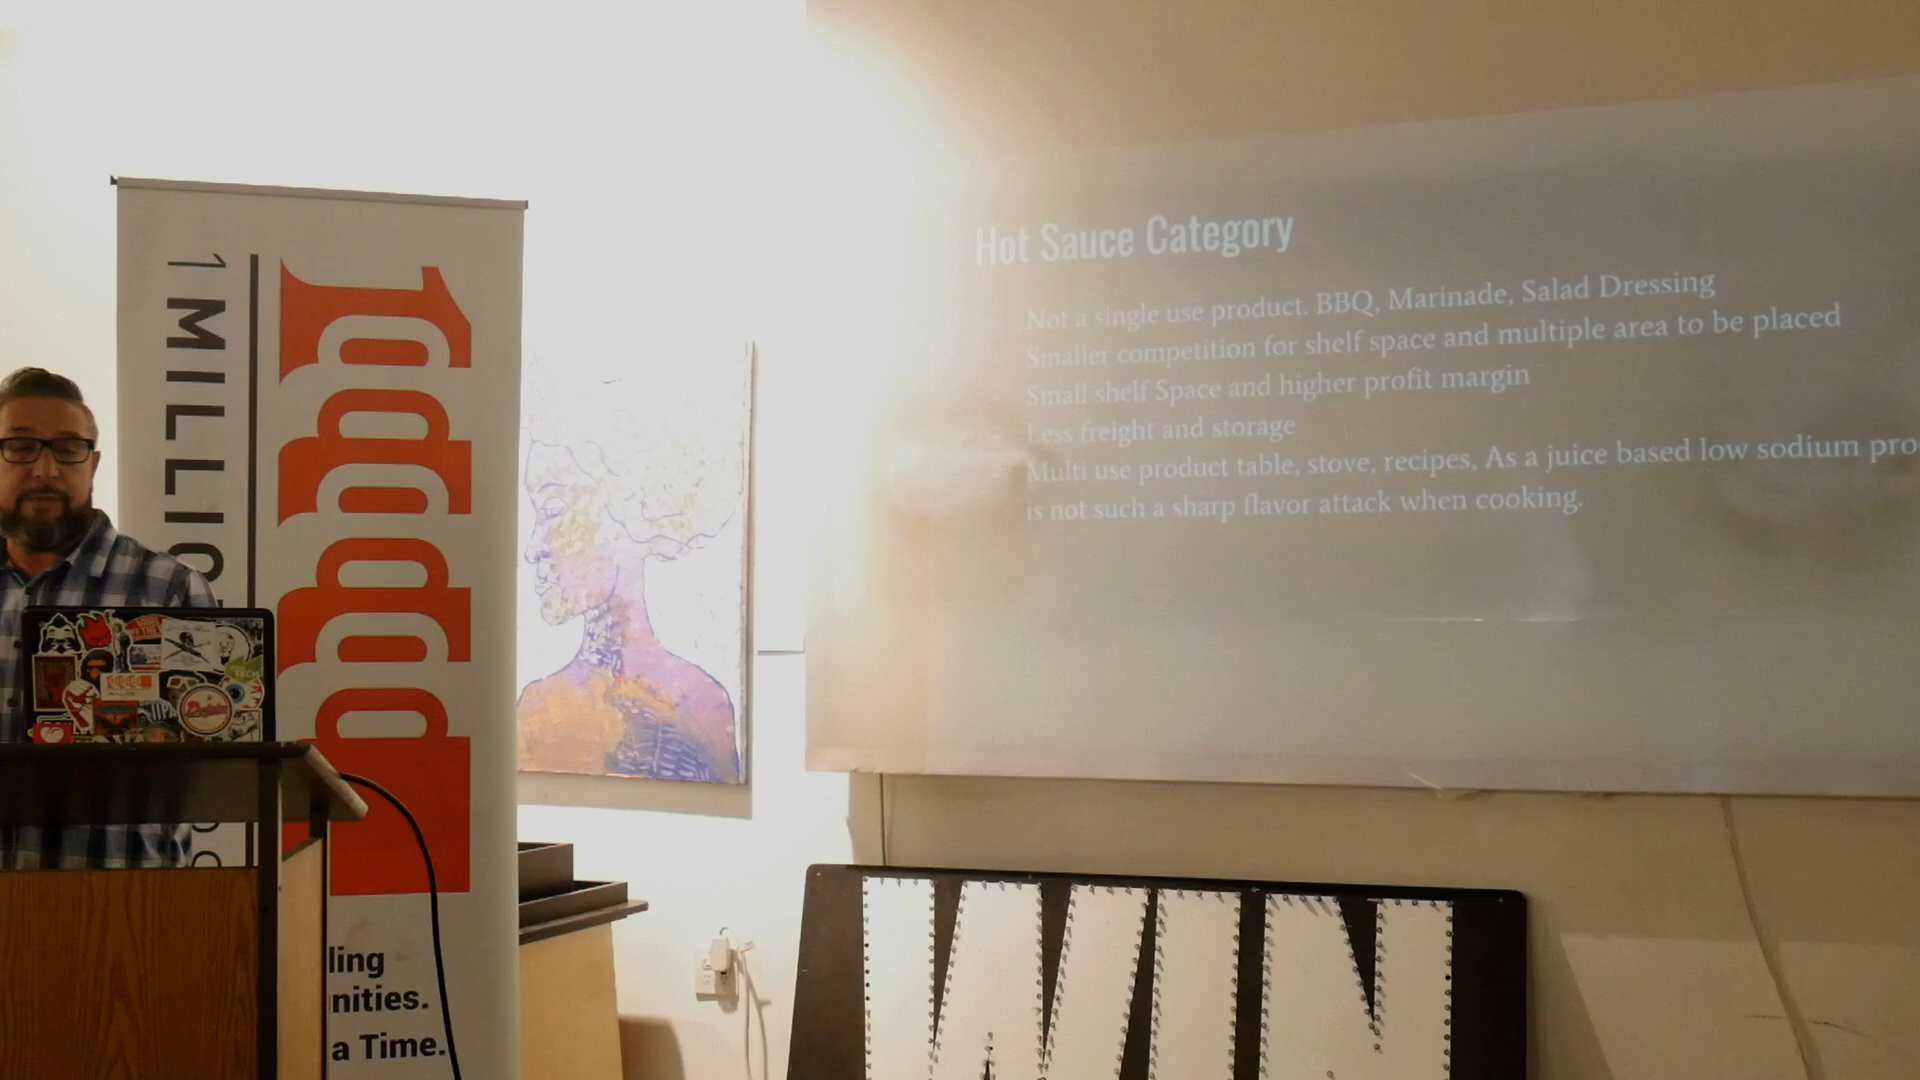 1 MILLIO
ling
nities.
a Time.
Hot Sauce Category
Not a single use product. BBQ, Marinade, Salad Dressing
Smaller competition for shelf space and multiple area to be placed
Small shelf Space and higher profit margin
Less freight and storage
Multi use product table, stove, recipes, As a juice based low sodium pro
is not such a sharp flavor attack when cooking.